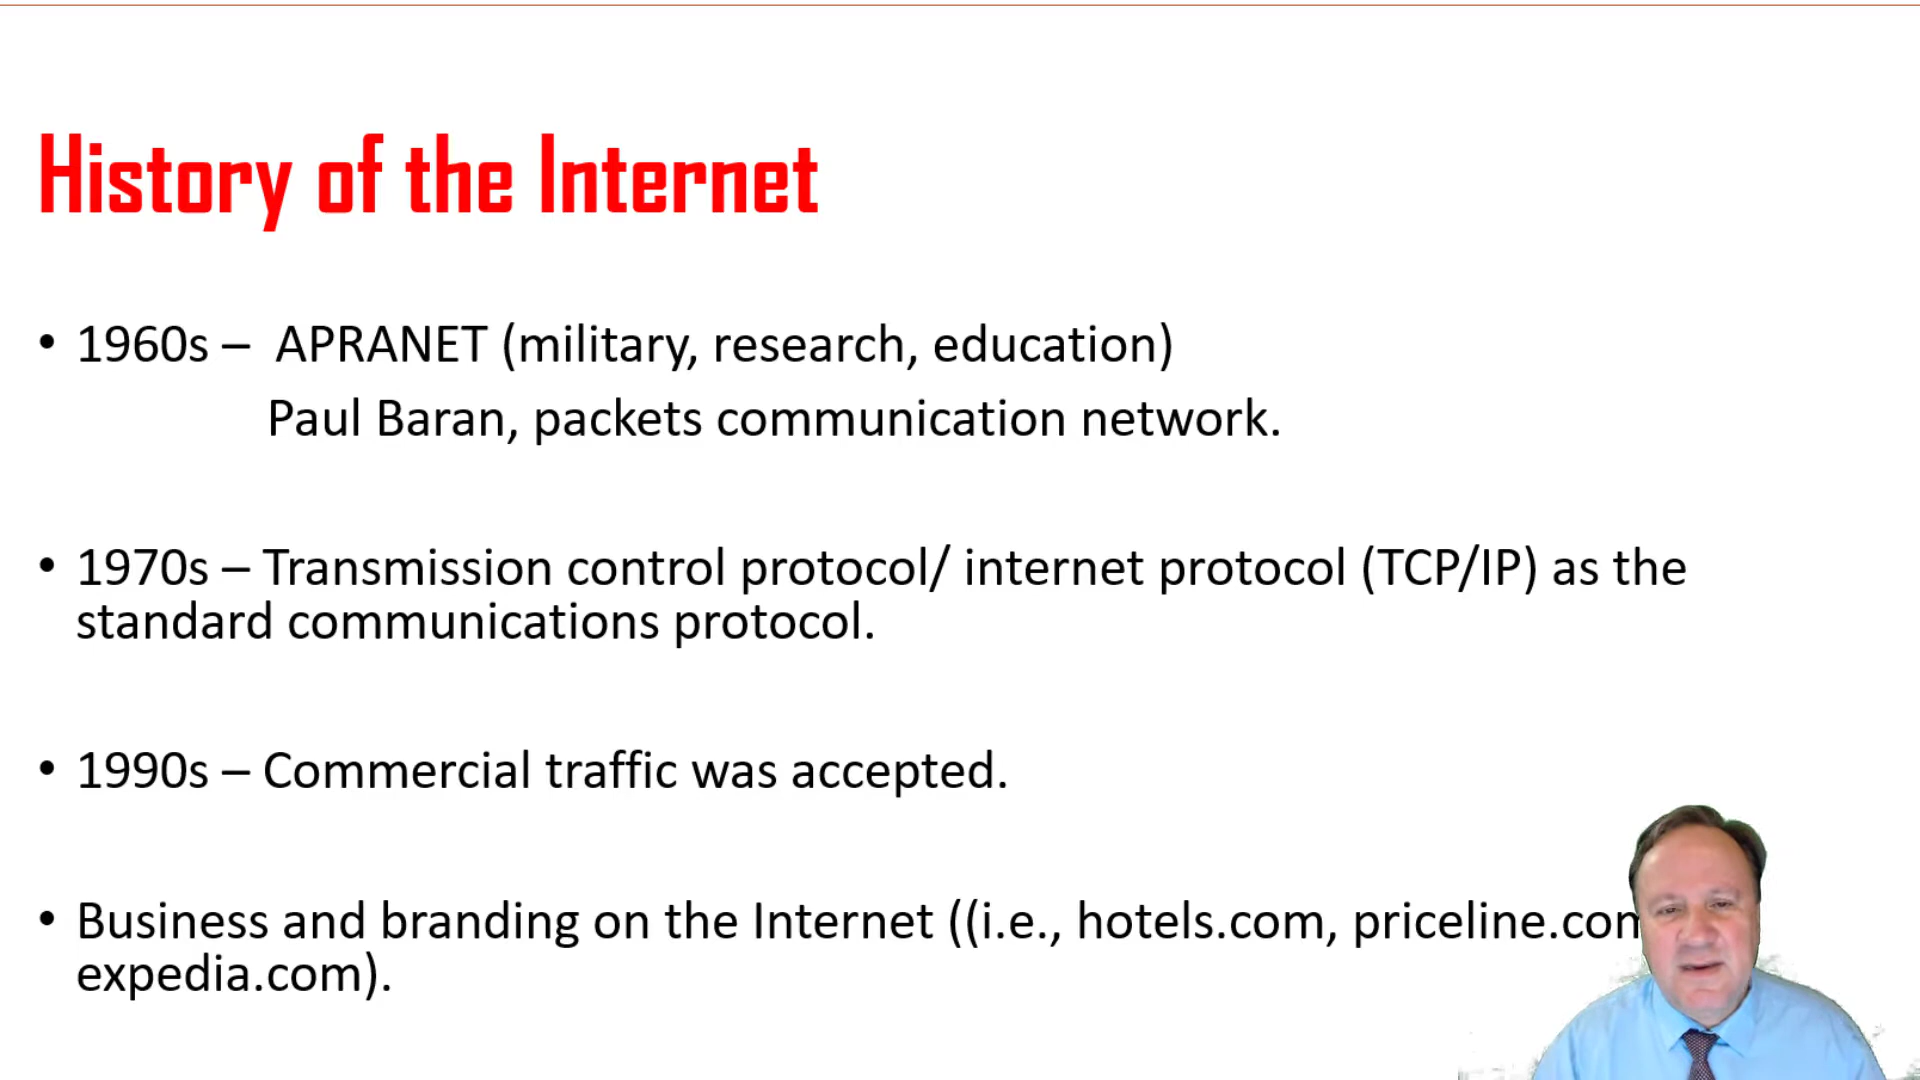 History of the Internet
• 1960s – APRANET (military, research, education)
Paul Baran, packets communication network.
• 1970s – Transmission control protocol/ internet protocol (TCP/IP) as the
standard communications protocol.
• 1990s – Commercial traffic was accepted.
• Business and branding on the Internet ((i.e., hotels.com, priceline.com
expedia.com).